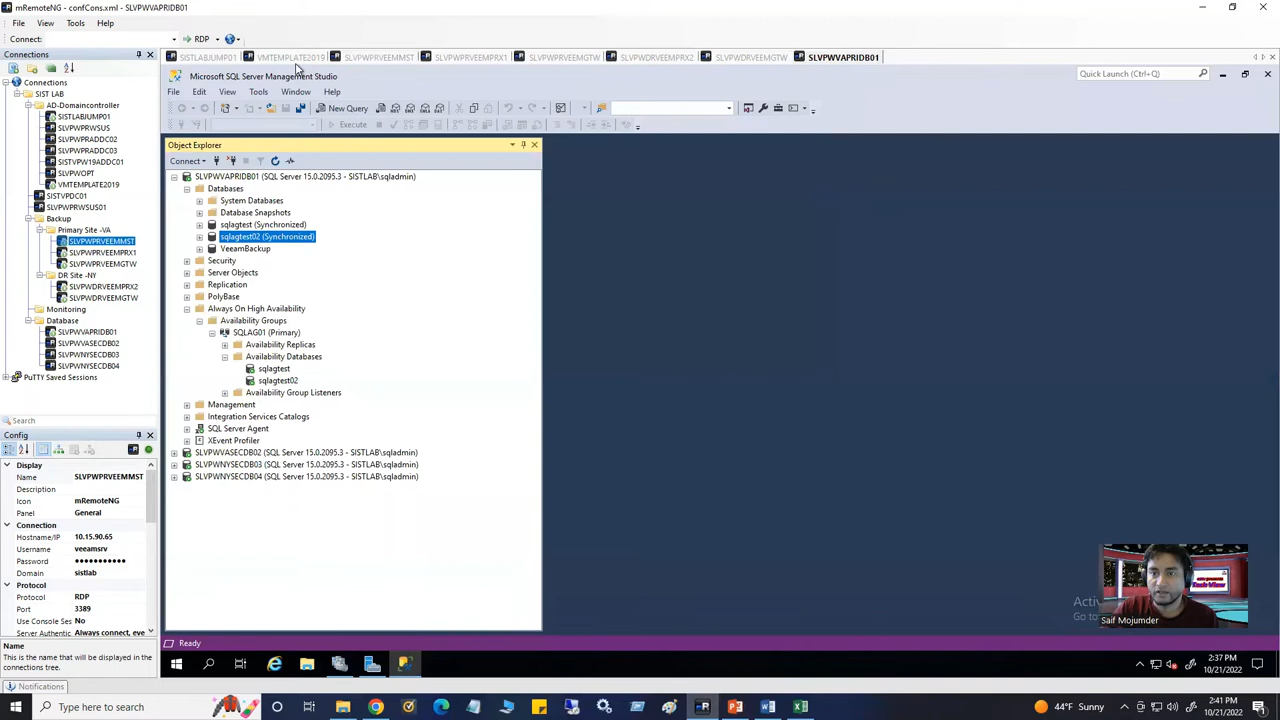 mRemoteNG - confCons.xml - SLVPWVAPRIDB01
File View Tools Help
Connect: RDP
Connections
Connections
SIST LAB
AD-Domaincontroller
SISTLABJUMP01
SLVPWPRWSUS
SLVPWPRADDC02
SLVPWPRADDC03
SISTVPW19ADDC01
SLVPWOPT
VMTEMPLATE2019
SISTVPDC01
SLVPWPRWSUS01
Backup
Primary Site -VA
SLVPWPRVEEMMST
SLVPWPRVEEMPRX1
SLVPWPRVEEMGTW
DR Site -NY
SLVPWDRVEEMPRX2
SLVPWDRVEEMGTW
Monitoring
Database
SLVPWVAPRIDB01
SLVPWVASECDB02
SLVPWNYSECDB03
SLVPWNYSECDB04
PuTTY Saved Sessions
Search
Config
Display
Name SLVPWPRVEEMMST
Description
Icon mRemoteNG
Panel General
Connection
Hostname/IP 10.15.90.65
Username veeamsrv
Password ●●●●●●●●●●●
Domain sistlab
Protocol
Protocol RDP
Port 3389
Use Console Ses No
Server Authentic Always connect, eve
Name
This is the name that will be displayed in the
connections tree.
Notifications
SISTLABJUMP01 VMTEMPLATE2019 SLVPWPRVEEMMST SLVPWPRVEEMPRX1 SLVPWPRVEEMGTW SLVPWDRVEEMPRX2 SLVPWDRVEEMGTW SLVPWVAPRIDB01
Microsoft SQL Server Management Studio
Quick Launch (Ctrl+Q)
File Edit View Tools Window Help
New Query
Execute
Object Explorer
Connect
SLVPWVAPRIDB01 (SQL Server 15.0.2095.3 - SISTLAB\sqladmin)
Databases
System Databases
Database Snapshots
sqlagtest (Synchronized)
sqlagtest02 (Synchronized)
VeeamBackup
Security
Server Objects
Replication
PolyBase
Always On High Availability
Availability Groups
SQLAG01 (Primary)
Availability Replicas
Availability Databases
sqlagtest
sqlagtest02
Availability Group Listeners
Management
Integration Services Catalogs
SQL Server Agent
XEvent Profiler
SLVPWVASECDB02 (SQL Server 15.0.2095.3 - SISTLAB\sqladmin)
SLVPWNYSECDB03 (SQL Server 15.0.2095.3 - SISTLAB\sqladmin)
SLVPWNYSECDB04 (SQL Server 15.0.2095.3 - SISTLAB\sqladmin)
Go to
Saif Mojumder
Ready
2:37 PM
10/21/2022
Type here to search
44°F Sunny
2:41 PM
10/21/2022